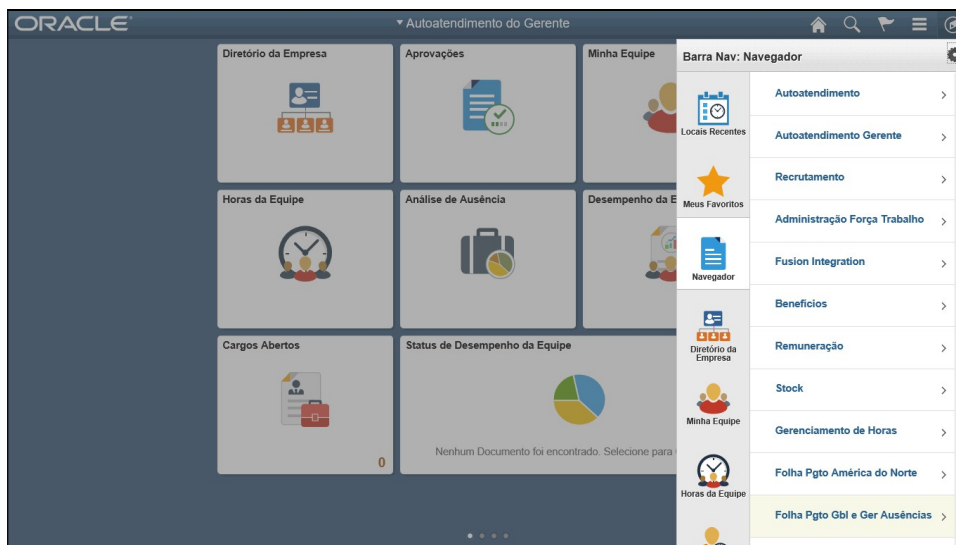 ORACLE
Autoatendimento do Gerente
Diretório da Empresa
Aprovações
Minha Equipe
Horas da Equipe
Análise de Ausência
Desempenho da E
Cargos Abertos
0
Status de Desempenho da Equipe
Nenhum Documento foi encontrado. Selecione para
Barra Nav: Navegador
Locais Recentes
Meus Favoritos
Navegador
Diretório da
Empresa
Minha Equipe
Horas da Equipe
Autoatendimento
Autoatendimento Gerente
Recrutamento
Administração Força Trabalho
Fusion Integration
Benefícios
Remuneração
Stock
Gerenciamento de Horas
Folha Pgto América do Norte
Folha Pgto Gbl e Ger Ausências